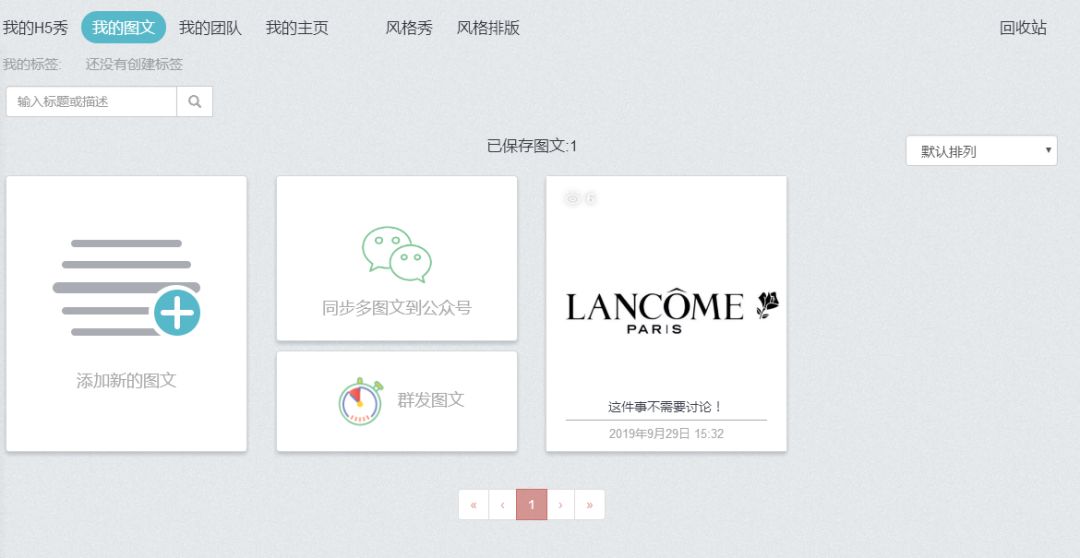 我的H5秀 我的图文 我的团队 我的主页 风格秀 风格排版 回收站
我的标签: 还没有创建标签
输入标题或描述
已保存图文:1
默认排列
6
同步多图文到公众号
LANCÔME
PARIS
添加新的图文
群发图文
这件事不需要讨论！
2019年9月29日 15:32
« ‹ 1 › »